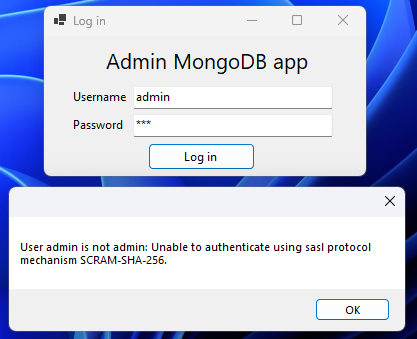 Log in
Admin MongoDB app
Username admin
Password ***
Log in
User admin is not admin: Unable to authenticate using sasl protocol
mechanism SCRAM-SHA-256.
OK